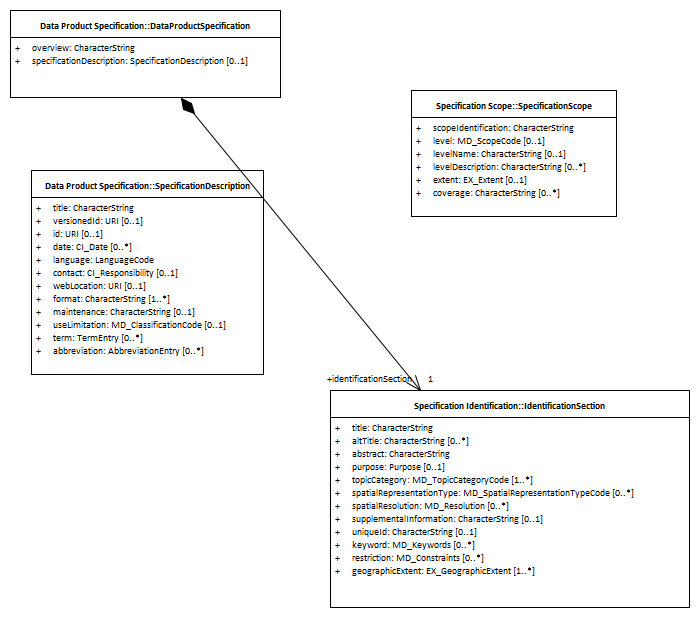 Data Product Specification::DataProductSpecification
+ overview: CharacterString
+ specificationDescription: SpecificationDescription [0..1]
Specification Scope::SpecificationScope
+ scopeIdentification: CharacterString
+ level: MD_ScopeCode [0..1]
+ levelName: CharacterString [0..1]
+ levelDescription: CharacterString [0..*]
+ extent: EX_Extent [0..1]
+ coverage: CharacterString [0..*]
Data Product Specification::SpecificationDescription
+ title: CharacterString
+ versionedId: URI [0..1]
+ id: URI [0..1]
+ date: CI_Date [0..*]
+ language: LanguageCode
+ contact: CI_Responsibility [0..1]
+ webLocation: URI [0..1]
+ format: CharacterString [1..*]
+ maintenance: CharacterString [0..1]
+ useLimitation: MD_ClassificationCode [0..1]
+ term: TermEntry [0..*]
+ abbreviation: AbbreviationEntry [0..*]
+identificationSection 1
Specification Identification::IdentificationSection
+ title: CharacterString
+ altTitle: CharacterString [0..*]
+ abstract: CharacterString
+ purpose: Purpose [0..1]
+ topicCategory: MD_TopicCategoryCode [1..*]
+ spatialRepresentationType: MD_SpatialRepresentationTypeCode [0..*]
+ spatialResolution: MD_Resolution [0..*]
+ supplementalInformation: CharacterString [0..1]
+ uniqueId: CharacterString [0..1]
+ keyword: MD_Keywords [0..*]
+ restriction: MD_Constraints [0..*]
+ geographicExtent: EX_GeographicExtent [1..*]